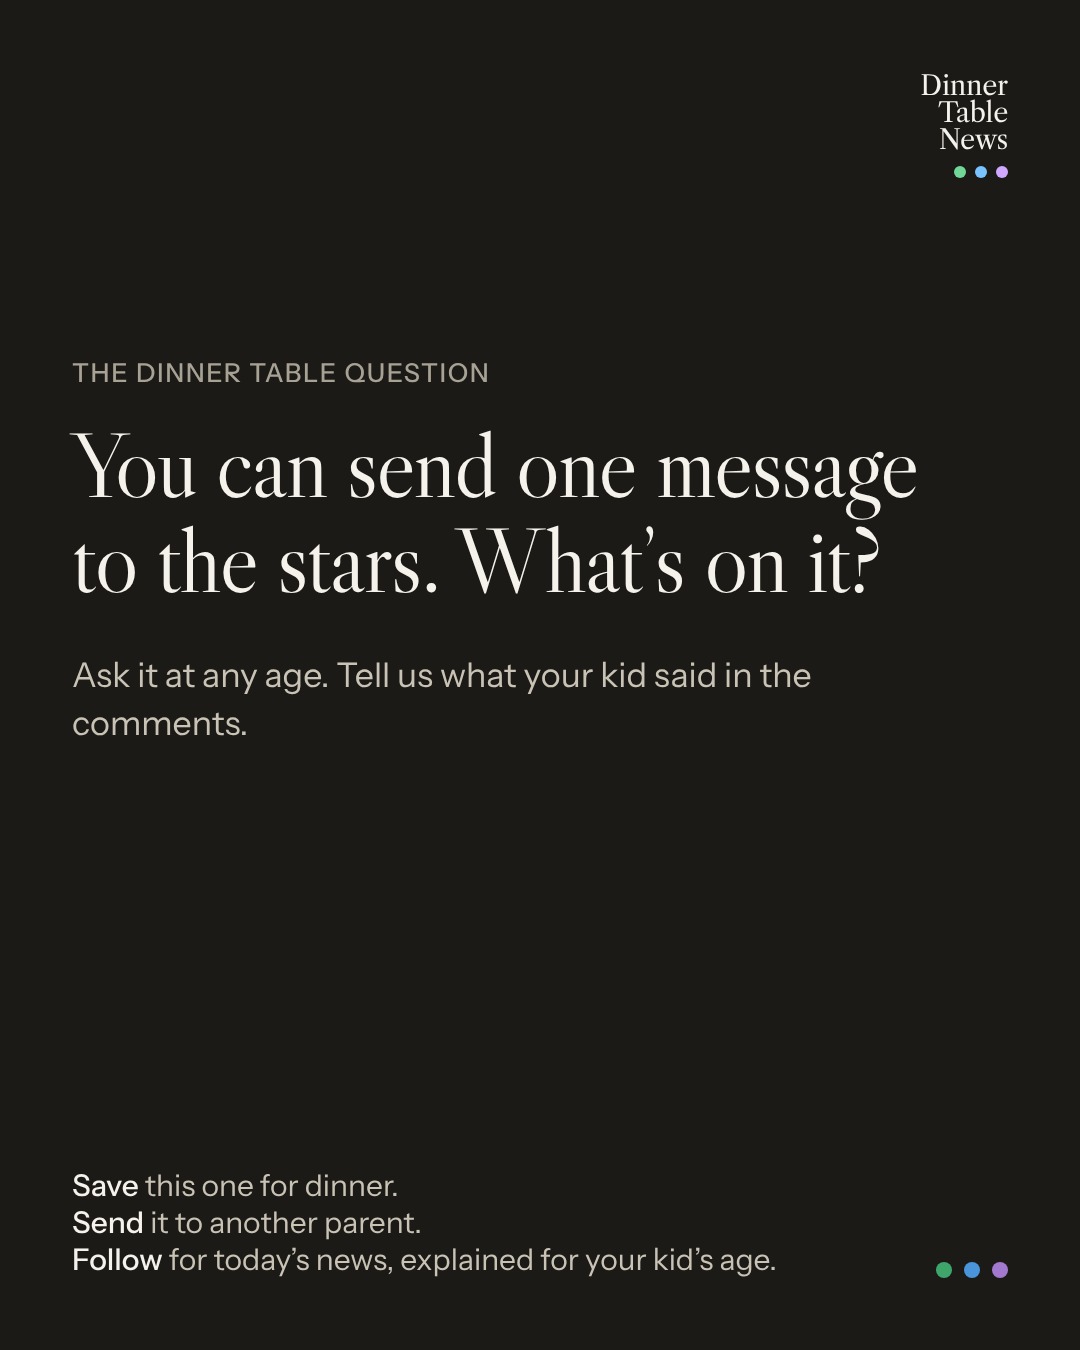 Dinner
Table
News
THE DINNER TABLE QUESTION
You can send one message
to the stars. What’s on it?
Ask it at any age. Tell us what your kid said in the
comments.
Save this one for dinner.
Send it to another parent.
Follow for today’s news, explained for your kid’s age.